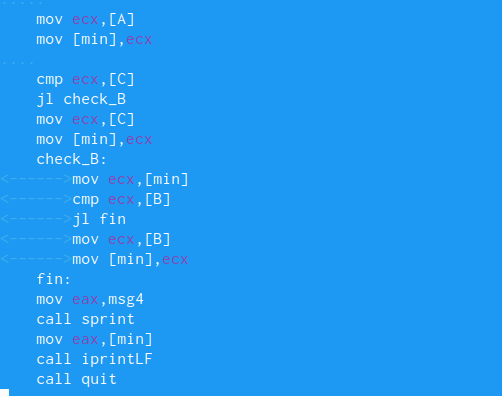 .....
mov ecx,[A]
mov [min],ecx
....
cmp ecx,[C]
jl check_B
mov ecx,[C]
mov [min],ecx
check_B:
<------>mov ecx,[min]
<------>cmp ecx,[B]
<------>jl fin
<------>mov ecx,[B]
<------>mov [min],ecx
fin:
mov eax,msg4
call sprint
mov eax,[min]
call iprintLF
call quit